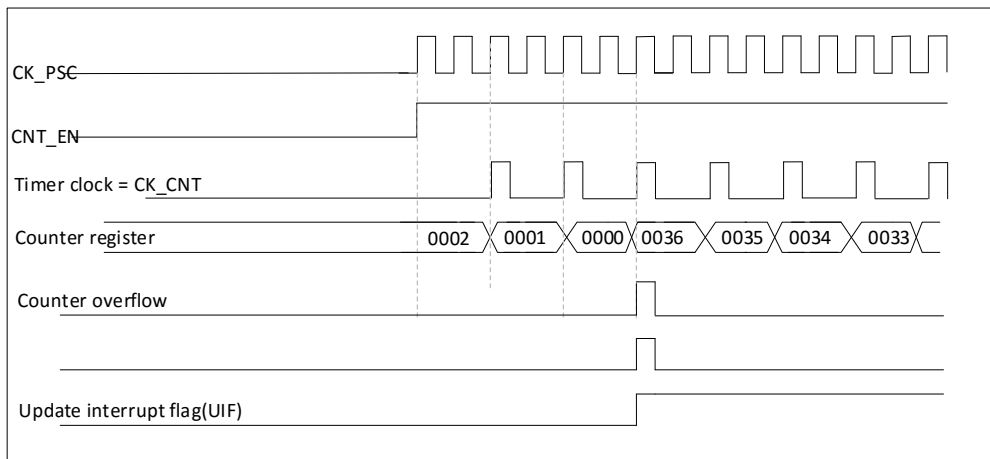 CK_PSC
CNT_EN
Timer clock = CK_CNT
Counter register 0002 0001 0000 0036 0035 0034 0033
Counter overflow
Update interrupt flag(UIF)